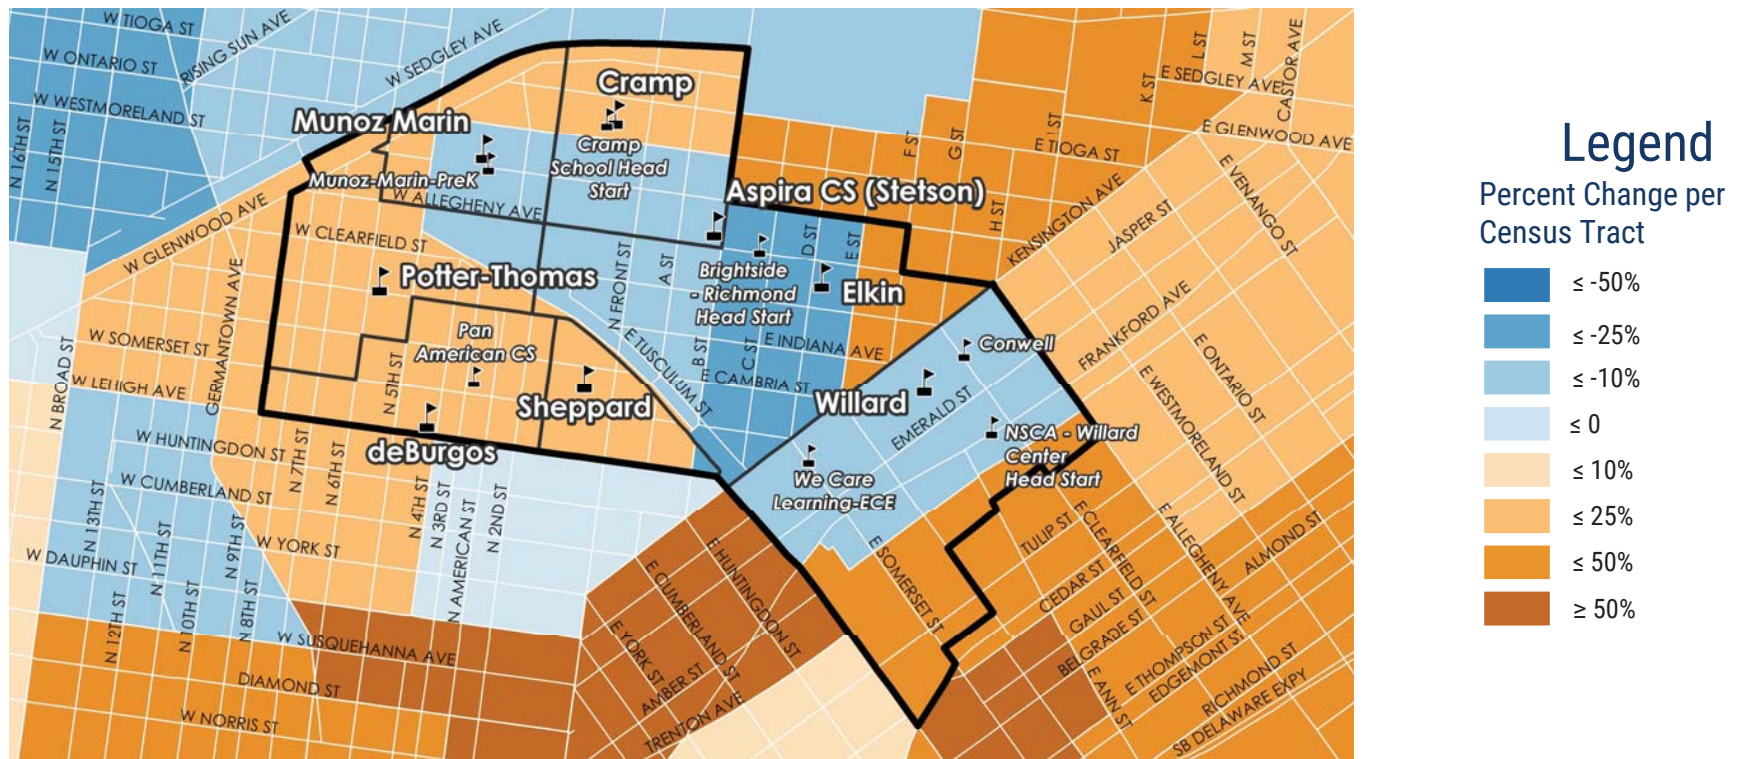 W TIOGA ST
RISING SUN AVE
W SEDGLEY AVE
W ONTARIO ST
W WESTMORELAND ST
N 16TH ST
N 15TH ST
L ST
M ST
CASTOR AVE
K ST
E SEDGLEY AVE
E GLENWOOD AVE
F ST
G ST
I ST
E TIOGA ST
Cramp
Munoz Marin
Cramp
School Head
Start
Munoz-Marin-PreK
W ALLEGHENY AVE
Aspira CS (Stetson)
H ST
KENSINGTON AVE
JASPER ST
E VENANGO ST
W GLENWOOD AVE
W CLEARFIELD ST
N FRONT ST
A ST
D ST
E ST
Potter-Thomas
Brightside
- Richmond
Head Start
Elkin
GERMANTOWN AVE
N BROAD ST
W SOMERSET ST
W LEHIGH AVE
Pan
American CS
N 5TH ST
E TUSCULUM ST
B ST
C ST
E INDIANA AVE
E CAMBRIA ST
Conwell
FRANKFORD AVE
E ONTARIO ST
E WESTMORELAND ST
Sheppard
Willard
EMERALD ST
deBurgos
NSCA - Willard
Center
Head Start
We Care
Learning-ECE
W HUNTINGDON ST
N 7TH ST
N 6TH ST
W CUMBERLAND ST
N 13TH ST
N 11TH ST
N 9TH ST
N 4TH ST
N 3RD ST
N AMERICAN ST
N 2ND ST
W YORK ST
W DAUPHIN ST
N 12TH ST
N 10TH ST
N 8TH ST
W SUSQUEHANNA AVE
DIAMOND ST
W NORRIS ST
E HUNTINGDON ST
E CUMBERLAND ST
E YORK ST
AMBER ST
TRENTON AVE
E SOMERSET ST
TULIP ST
E CLEARFIELD ST
E ALLEGHENY AVE
ALMOND ST
CEDAR ST
GAUL ST
BELGRADE ST
E THOMPSON ST
EDGEMONT ST
E ANN ST
RICHMOND ST
SB DELAWARE EXPY
Legend
Percent Change per
Census Tract
≤ -50%
≤ -25%
≤ -10%
≤ 0
≤ 10%
≤ 25%
≤ 50%
≥ 50%